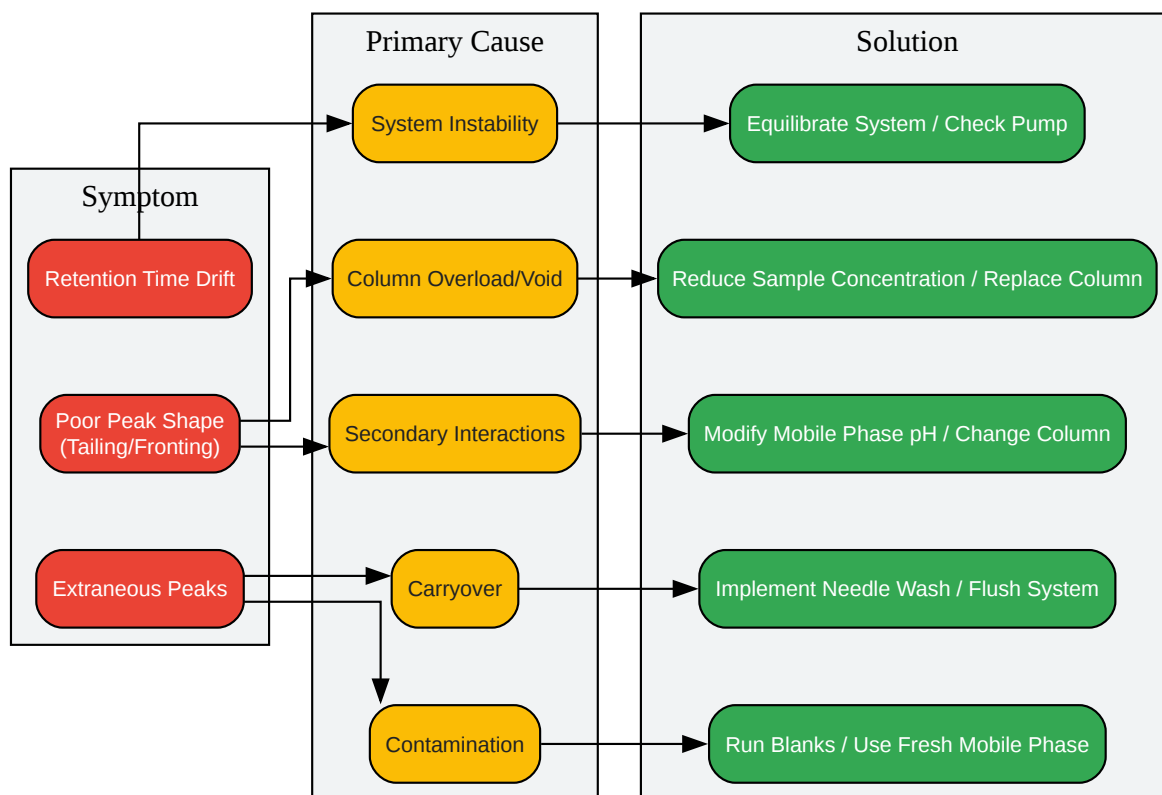 Primary Cause
Solution
System Instability
Equilibrate System / Check Pump
Symptom
Retention Time Drift
Column Overload/Void
Reduce Sample Concentration / Replace Column
Poor Peak Shape
(Tailing/Fronting)
Secondary Interactions
Modify Mobile Phase pH / Change Column
Extraneous Peaks
Carryover
Implement Needle Wash / Flush System
Contamination
Run Blanks / Use Fresh Mobile Phase